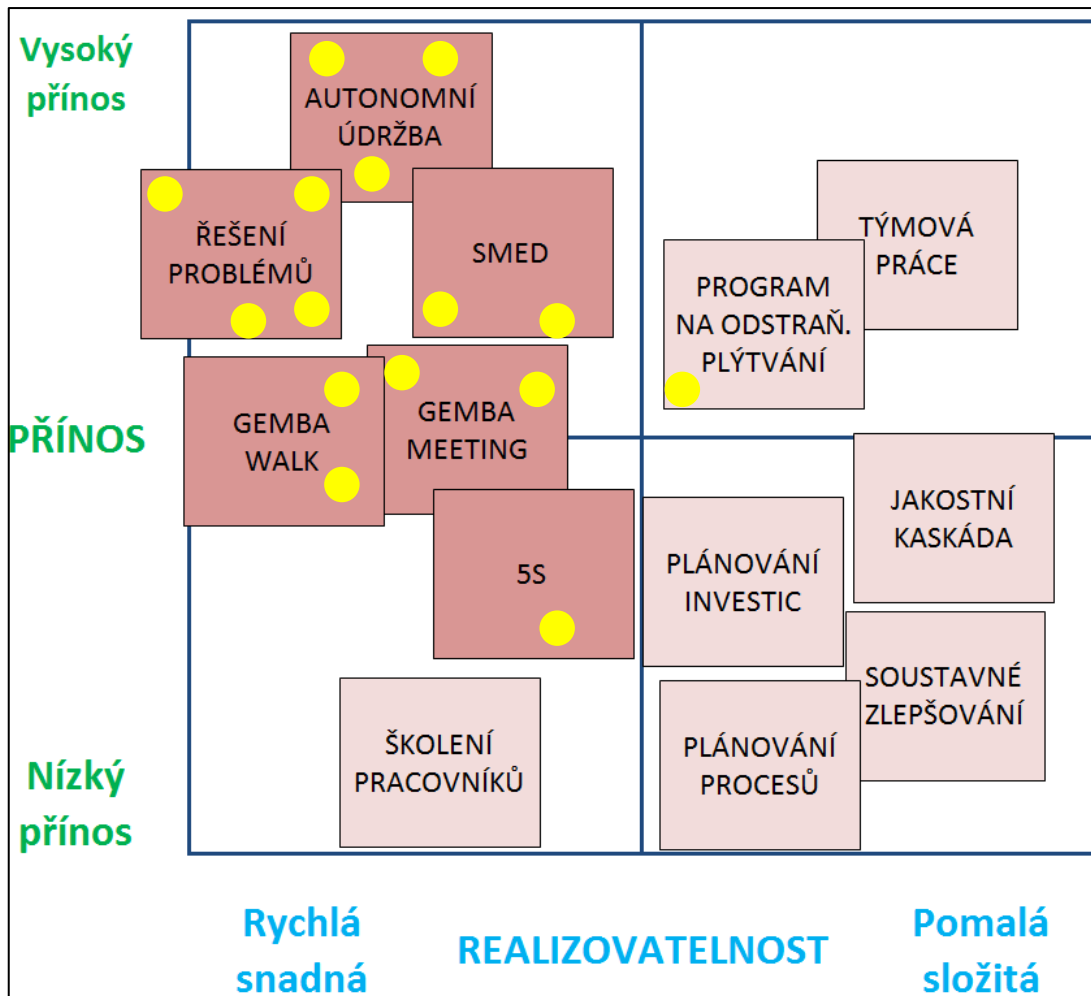 Vysoký
přínos
AUTONOMNÍ
ÚDRŽBA
ŘEŠENÍ
PROBLÉMŮ
SMED
TÝMOVÁ
PRÁCE
PROGRAM
NA ODSTRAŇ.
PLÝTVÁNÍ
PŘÍNOS
GEMBA
WALK
GEMBA
MEETING
5S
PLÁNOVÁNÍ
INVESTIC
JAKOSTNÍ
KASKÁDA
SOUSTAVNÉ
ZLEPŠOVÁNÍ
ŠKOLENÍ
PRACOVNÍKŮ
PLÁNOVÁNÍ
PROCESŮ
Nízký
přínos
Rychlá
snadná
REALIZOVATELNOST
Pomalá
složitá